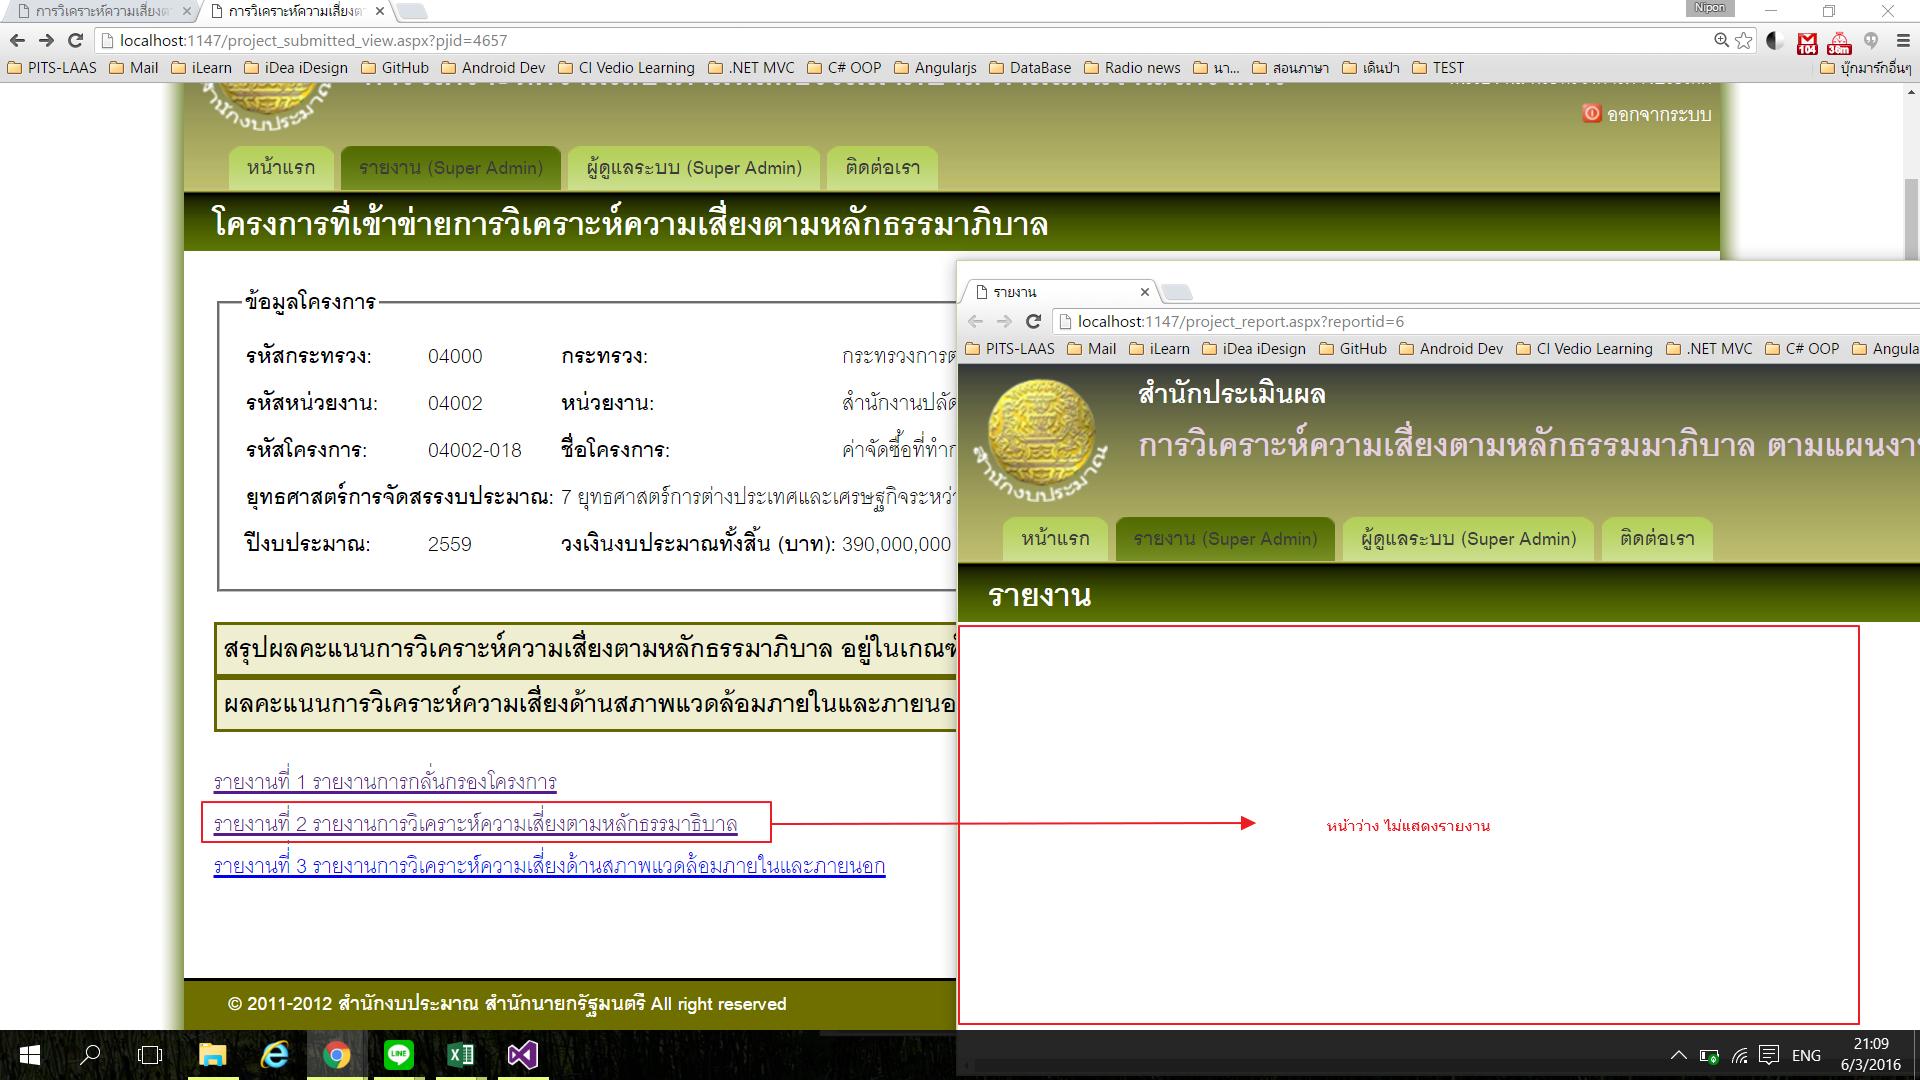 การวิเคราะห์ความเสี่ยงต
การวิเคราะห์ความเสี่ยงตา
Nipon
localhost:1147/project_submitted_view.aspx?pjid=4657
104
36m
PITS-LAAS Mail iLearn iDea iDesign GitHub Android Dev CI Vedio Learning .NET MVC C# OOP Angularjs DataBase Radio news นา... สอนภาษา เดินป่า TEST บุ๊กมาร์กอื่นๆ
สำนักงบประมาณ
ออกจากระบบ
หน้าแรก รายงาน (Super Admin) ผู้ดูแลระบบ (Super Admin) ติดต่อเรา
โครงการที่เข้าข่ายการวิเคราะห์ความเสี่ยงตามหลักธรรมาภิบาล
ข้อมูลโครงการ
รหัสกระทรวง: 04000 กระทรวง: กระทรวงการต
รหัสหน่วยงาน: 04002 หน่วยงาน: สำนักงานปลัด
รหัสโครงการ: 04002-018 ชื่อโครงการ: ค่าจัดซื้อที่ทำก
ยุทธศาสตร์การจัดสรรงบประมาณ: 7 ยุทธศาสตร์การต่างประเทศและเศรษฐกิจระหว่า
ปีงบประมาณ: 2559 วงเงินงบประมาณทั้งสิ้น (บาท): 390,000,000
สรุปผลคะแนนการวิเคราะห์ความเสี่ยงตามหลักธรรมาภิบาล อยู่ในเกณฑ์
ผลคะแนนการวิเคราะห์ความเสี่ยงด้านสภาพแวดล้อมภายในและภายนอ
รายงานที่ 1 รายงานการกลั่นกรองโครงการ
รายงานที่ 2 รายงานการวิเคราะห์ความเสี่ยงตามหลักธรรมาธิบาล
รายงานที่ 3 รายงานการวิเคราะห์ความเสี่ยงด้านสภาพแวดล้อมภายในและภายนอก
© 2011-2012 สำนักงบประมาณ สำนักนายกรัฐมนตรี All right reserved
รายงาน
localhost:1147/project_report.aspx?reportid=6
PITS-LAAS Mail iLearn iDea iDesign GitHub Android Dev CI Vedio Learning .NET MVC C# OOP Angula
สำนักงบประมาณ
สำนักประเมินผล
การวิเคราะห์ความเสี่ยงตามหลักธรรมมาภิบาล ตามแผนงา
หน้าแรก รายงาน (Super Admin) ผู้ดูแลระบบ (Super Admin) ติดต่อเรา
รายงาน
หน้าว่าง ไม่แสดงรายงาน
LINE
ENG
21:09
6/3/2016